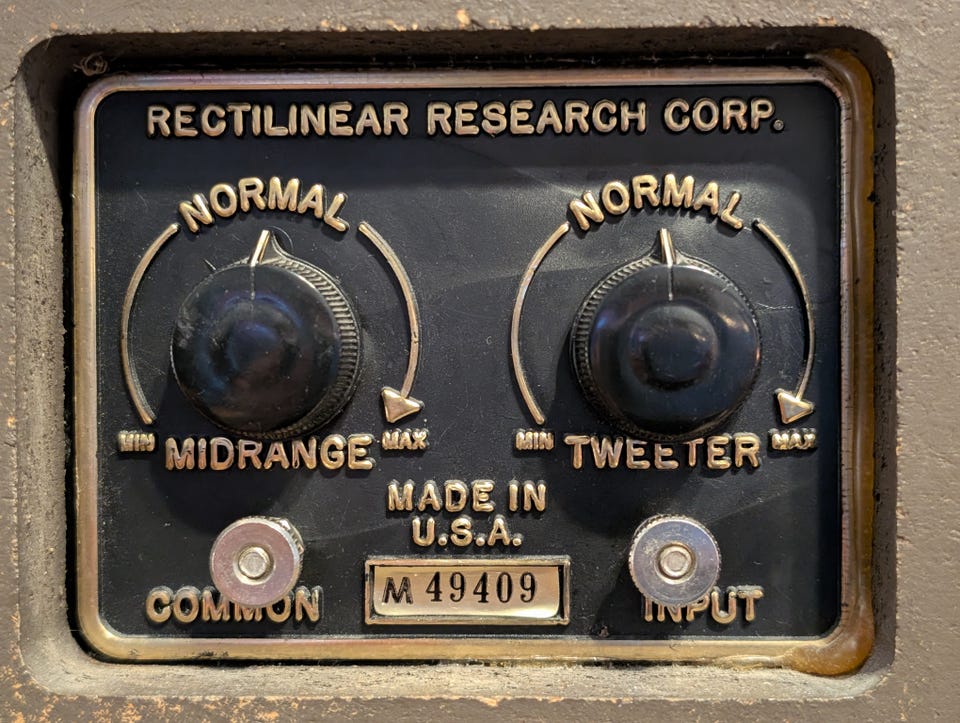 RECTILINEAR RESEARCH CORP.
NORMAL NORMAL
MIN MIDRANGE MAX MIN TWEETER MAX
MADE IN
U.S.A.
COMMON M 49409 INPUT